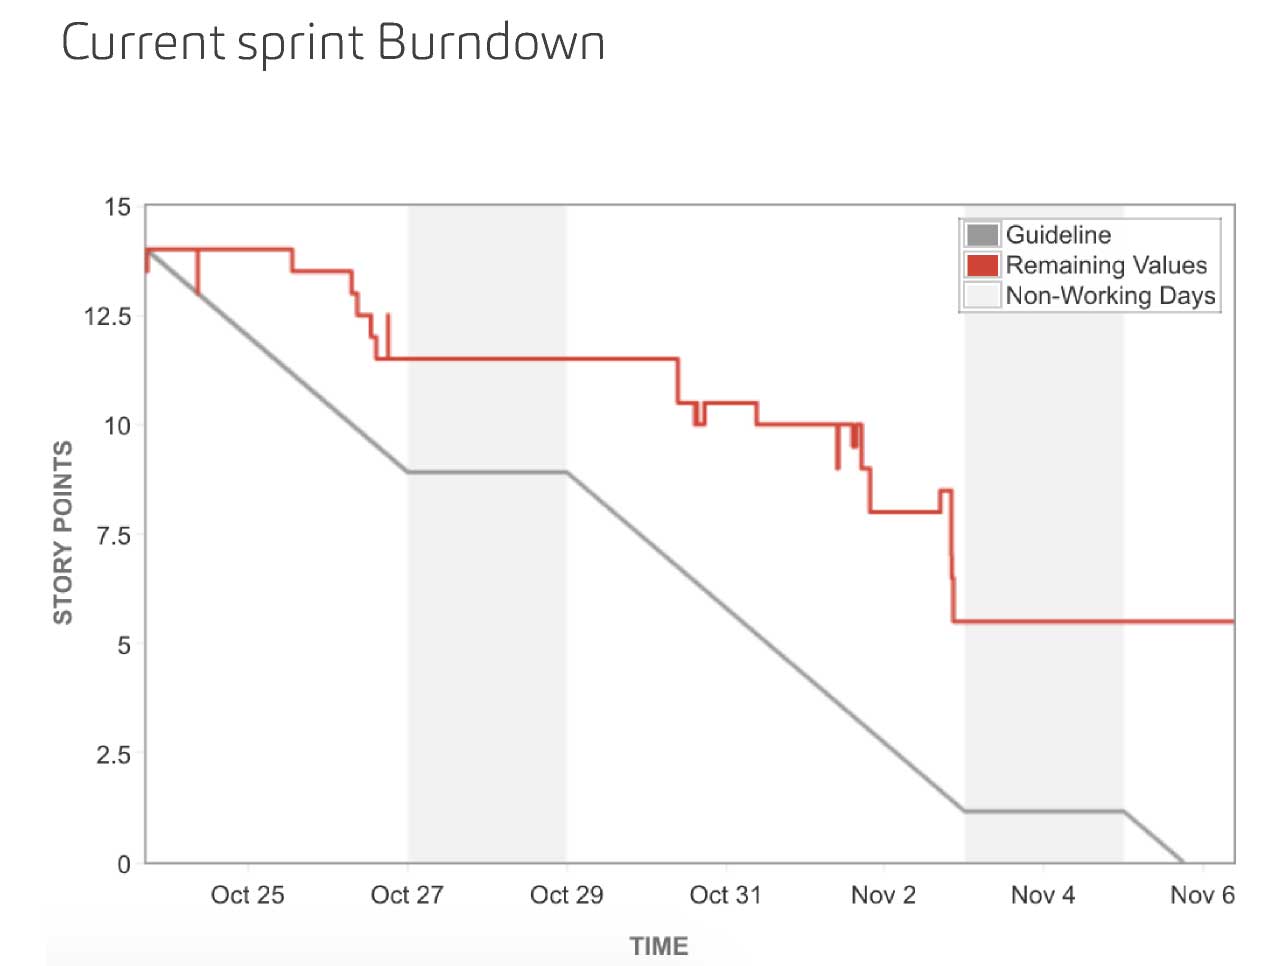 Current sprint Burndown
15
Guideline
Remaining Values
Non-Working Days
12.5
10
7.5
5
2.5
0
STORY POINTS
Oct 25 Oct 27 Oct 29 Oct 31 Nov 2 Nov 4 Nov 6
TIME